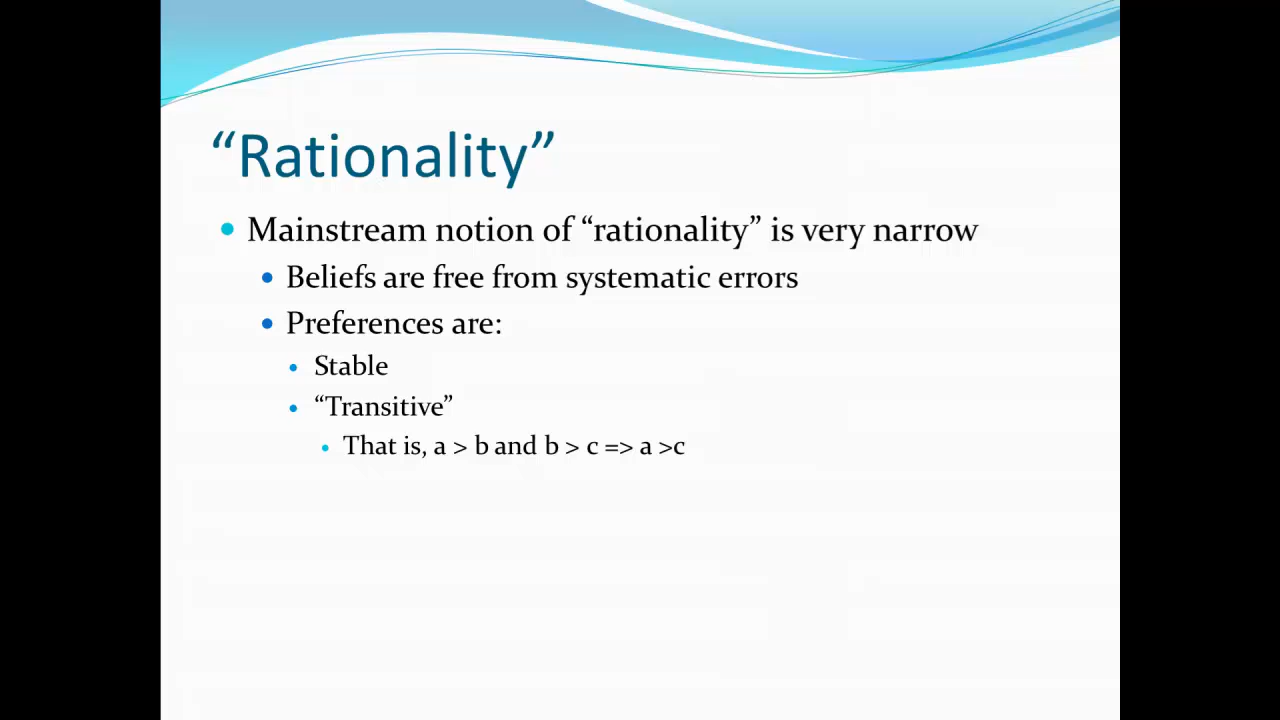 “Rationality”
Mainstream notion of “rationality” is very narrow
Beliefs are free from systematic errors
Preferences are:
Stable
“Transitive”
That is, a > b and b > c => a >c